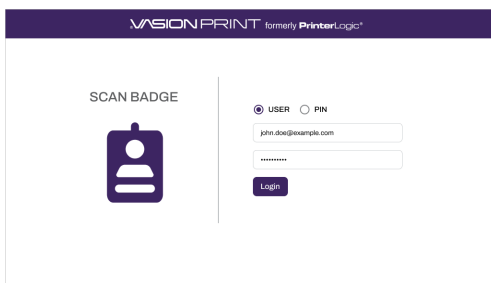 VASION PRINT formerly PrinterLogic®
SCAN BADGE
USER PIN
john.doe@example.com
••••••••••
Login